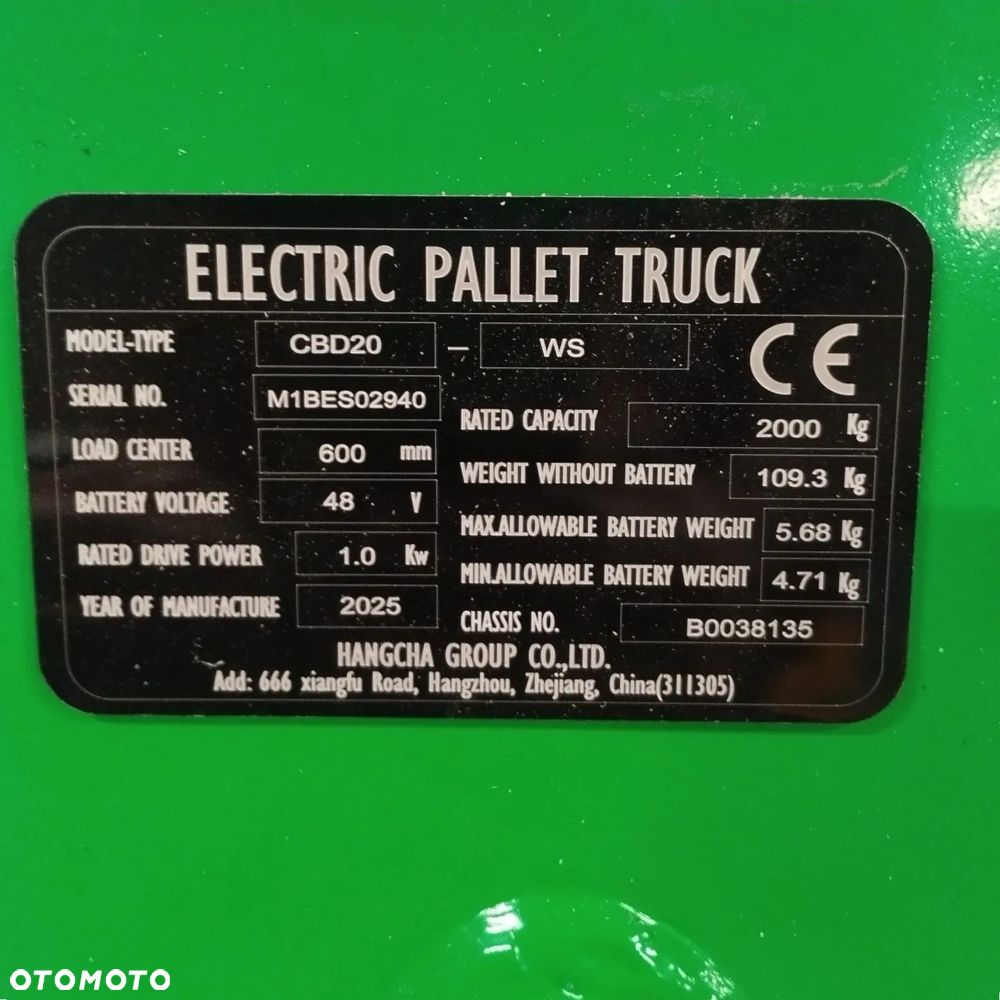 ELECTRIC PALLET TRUCK
MODEL-TYPE CBD20 – WS
CE
SERIAL NO. M1BES02940
RATED CAPACITY 2000 Kg
LOAD CENTER 600 mm
WEIGHT WITHOUT BATTERY 109.3 Kg
BATTERY VOLTAGE 48 V
MAX.ALLOWABLE BATTERY WEIGHT 5.68 Kg
RATED DRIVE POWER 1.0 Kw
MIN.ALLOWABLE BATTERY WEIGHT 4.71 Kg
YEAR OF MANUFACTURE 2025
CHASSIS NO. B0038135
HANGCHA GROUP CO.,LTD.
Add: 666 xiangfu Road, Hangzhou, Zhejiang, China(311305)
OTOMOTO